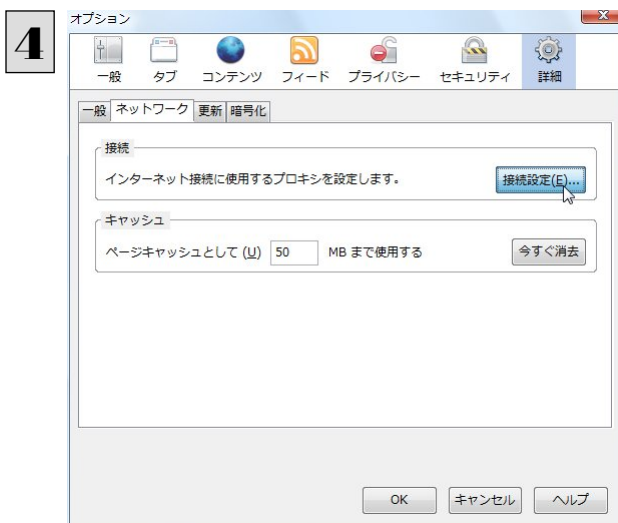 4
オプション
一般 タブ コンテンツ フィード プライバシー セキュリティ 詳細
一般 ネットワーク 更新 暗号化
接続
インターネット接続に使用するプロキシを設定します。 接続設定(E)...
キャッシュ
ページキャッシュとして (U) 50 MB まで使用する 今すぐ消去
OK キャンセル ヘルプ